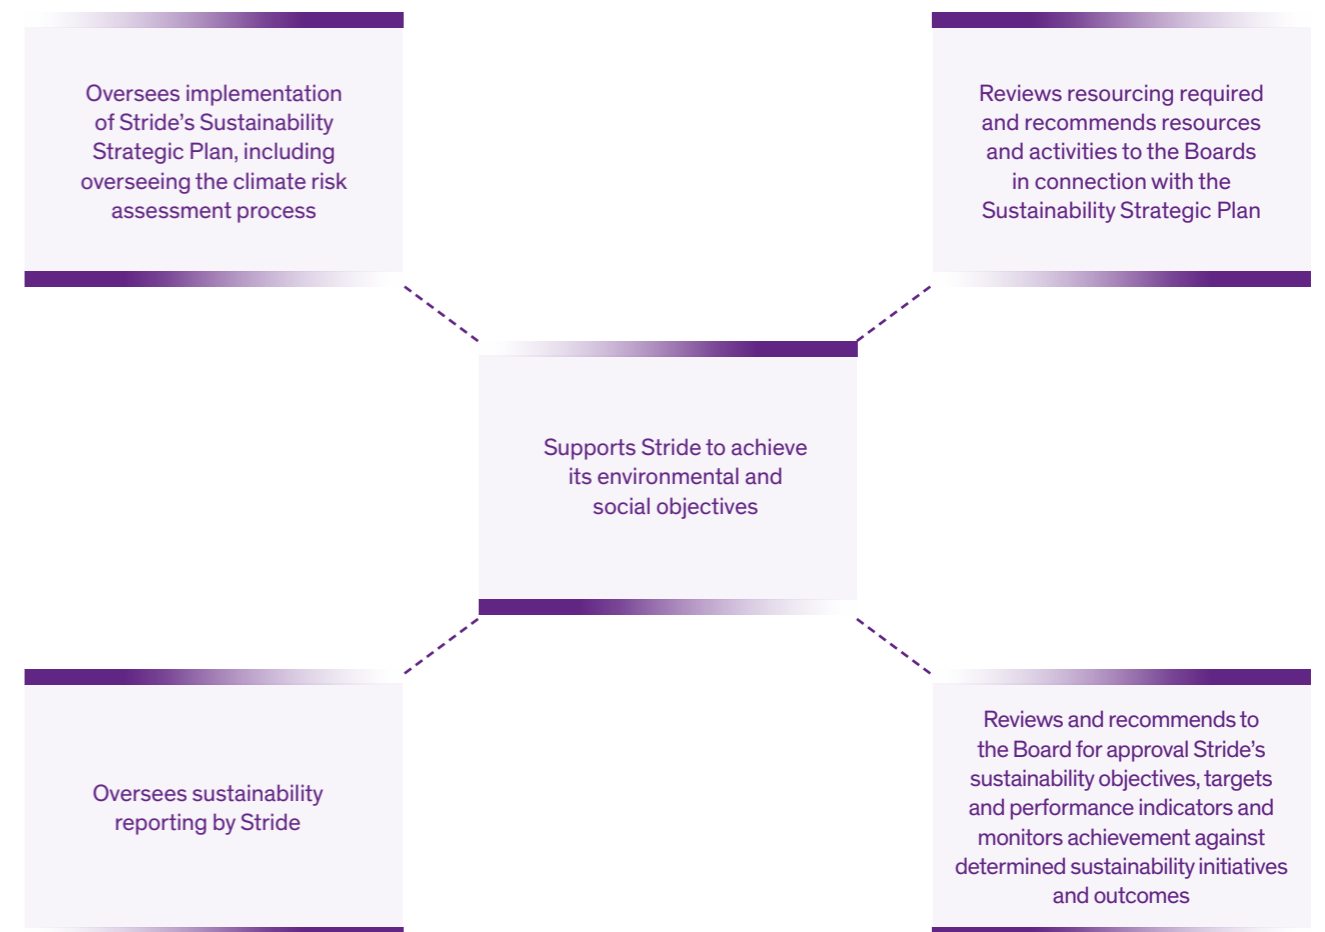 Oversees implementation
of Stride’s Sustainability
Strategic Plan, including
overseeing the climate risk
assessment process
Reviews resourcing required
and recommends resources
and activities to the Boards
in connection with the
Sustainability Strategic Plan
Supports Stride to achieve
its environmental and
social objectives
Oversees sustainability
reporting by Stride
Reviews and recommends to
the Board for approval Stride’s
sustainability objectives, targets
and performance indicators and
monitors achievement against
determined sustainability initiatives
and outcomes